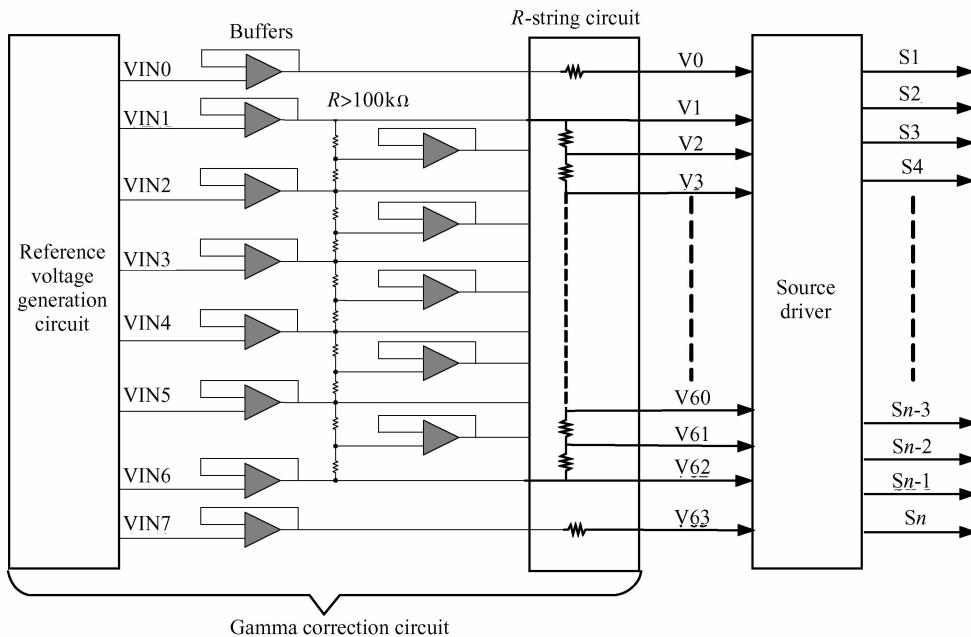 R-string circuit
Buffers
VIN0
V0
S1
R>100kΩ
VIN1
V1
S2
V2
S3
VIN2
V3
S4
Reference
voltage
generation
circuit
VIN3
Source
driver
VIN4
VIN5
V60
Sn-3
V61
Sn-2
VIN6
V62
Sn-1
VIN7
V63
Sn
Gamma correction circuit